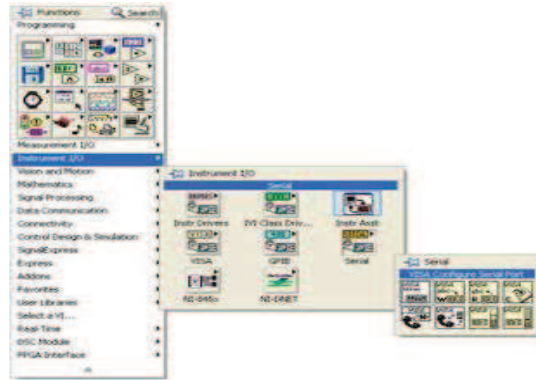 Functions Search
Programming
Measurement I/O
Instrument I/O
Vision and Motion
Mathematics
Signal Processing
Data Communication
Connectivity
Control Design & Simulation
SignalExpress
Express
Addons
Favorites
User Libraries
Select a VI...
Real-Time
DSC Module
FPGA Interface
Instrument I/O
Serial
Instr Drivers IVI Class Driv... Instr Asst
VISA GPIB Serial
NI-845x NI-DNET
Serial
VISA Configure Serial Port